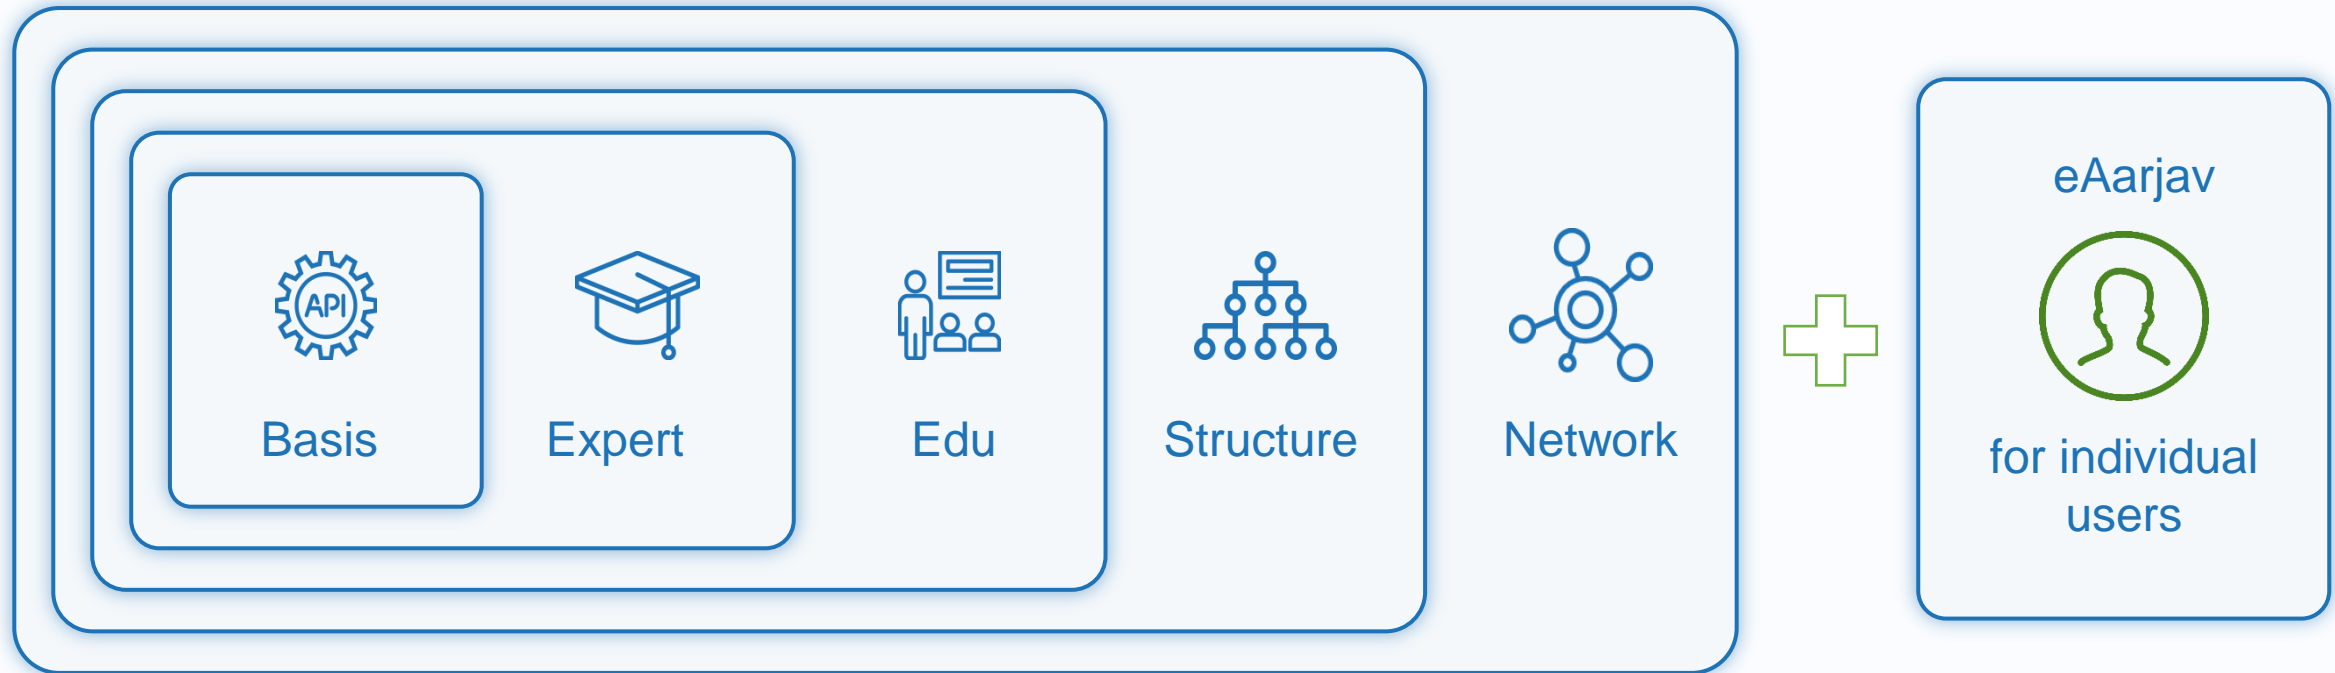 API
Basis
Expert
Edu
Structure
Network
eAarjav
for individual
users